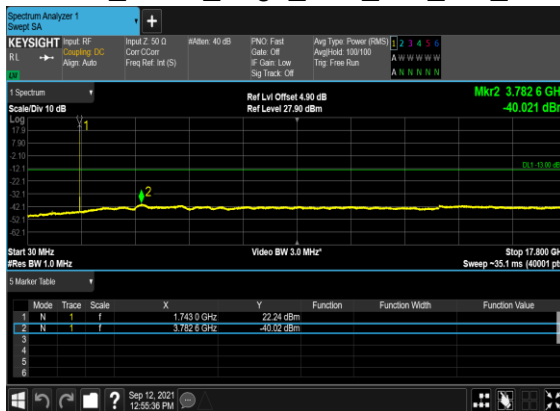 Spectrum Analyzer 1
Swept SA
+
KEYSIGHT
RL
Input: RF
Coupling: DC
Align: Auto
Input Z: 50 Ω
Corr CCorr
Freq Ref: Int (S)
#Atten: 40 dB
PNO: Fast
Gate: Off
IF Gain: Low
Sig Track: Off
Avg Type: Power (RMS)
Avg|Hold: 100/100
Trig: Free Run
1 2 3 4 5 6
A W W W W W
A N N N N N
1 Spectrum
Scale/Div 10 dB
Ref Lvl Offset 4.90 dB
Ref Level 27.90 dBm
Mkr2 3.782 6 GH
-40.021 dBr
Log
17.9
7.90
-2.10
-12.1
-22.1
-32.1
-42.1
-52.1
-62.1
1
2
DL1 -13.00 dB
Start 30 MHz
#Res BW 1.0 MHz
Video BW 3.0 MHz*
Stop 17.800 GH
Sweep ~35.1 ms (40001 pt
5 Marker Table
Mode Trace Scale X Y Function Function Width Function Value
1 N 1 f 1.743 0 GHz 22.24 dBm
2 N 1 f 3.782 6 GHz -40.02 dBm
3
4
5
6
?
Sep 12, 2021
12:55:36 PM